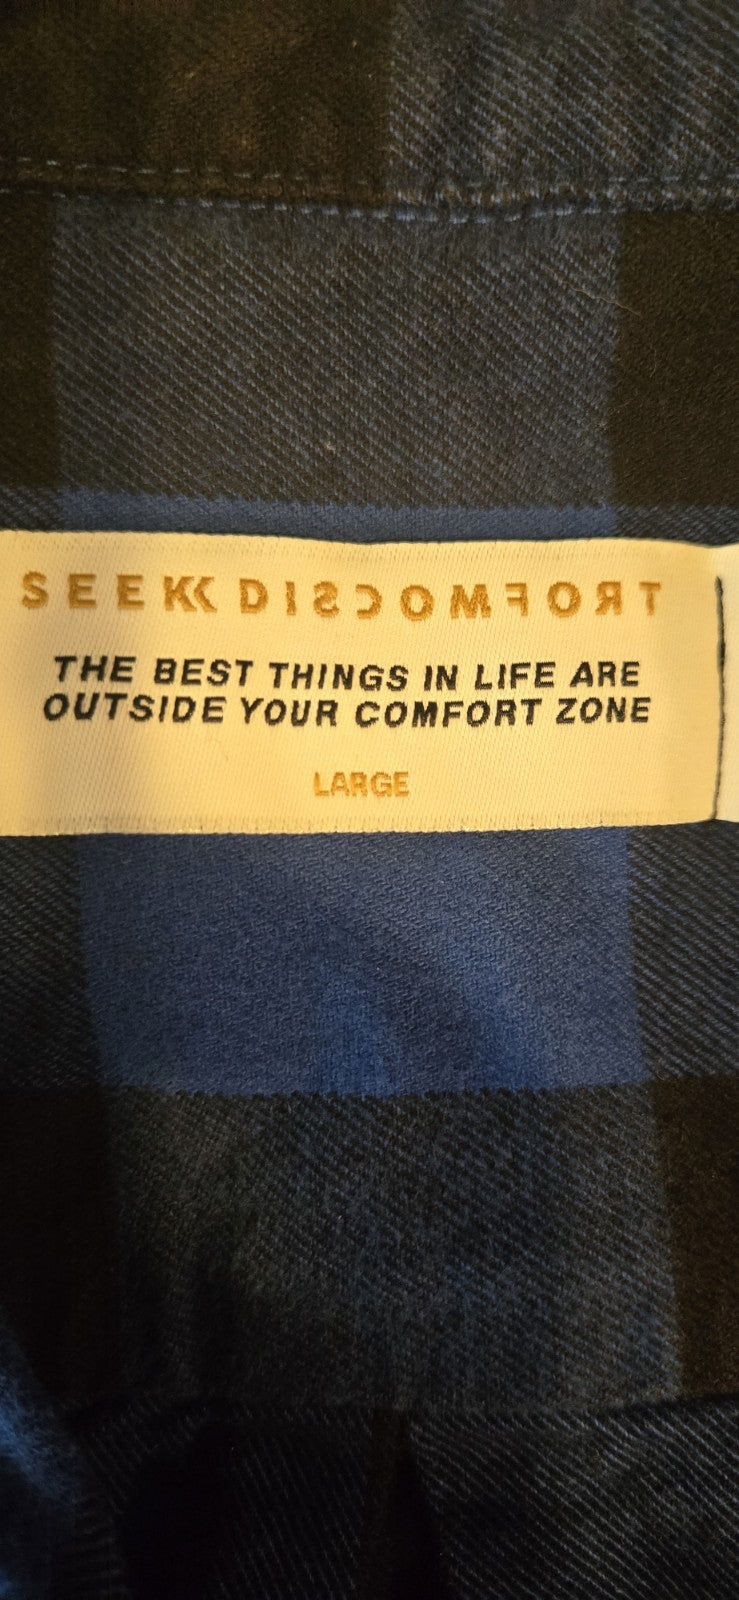 SEEK DISCOMFORT
THE BEST THINGS IN LIFE ARE
OUTSIDE YOUR COMFORT ZONE
LARGE